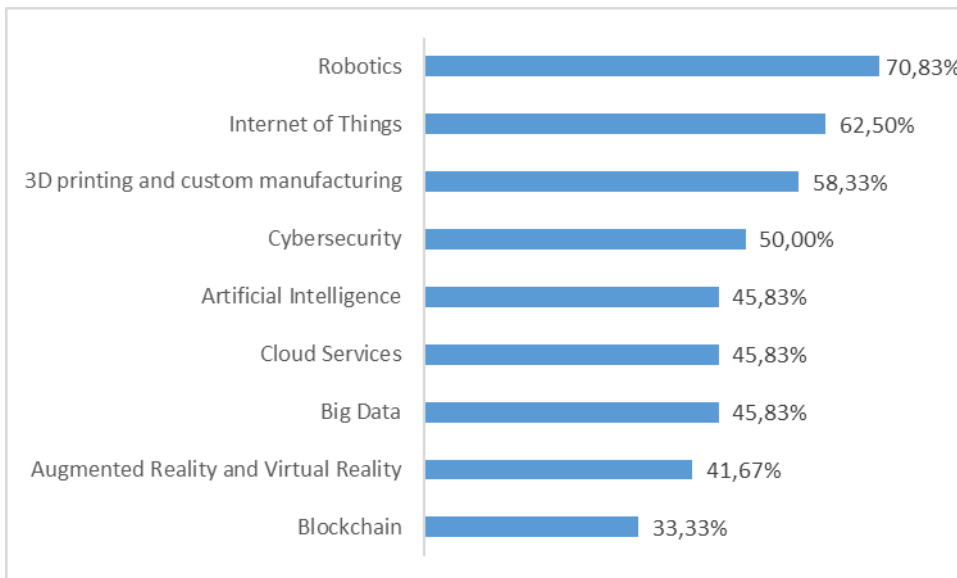 Robotics 70,83%
Internet of Things 62,50%
3D printing and custom manufacturing 58,33%
Cybersecurity 50,00%
Artificial Intelligence 45,83%
Cloud Services 45,83%
Big Data 45,83%
Augmented Reality and Virtual Reality 41,67%
Blockchain 33,33%